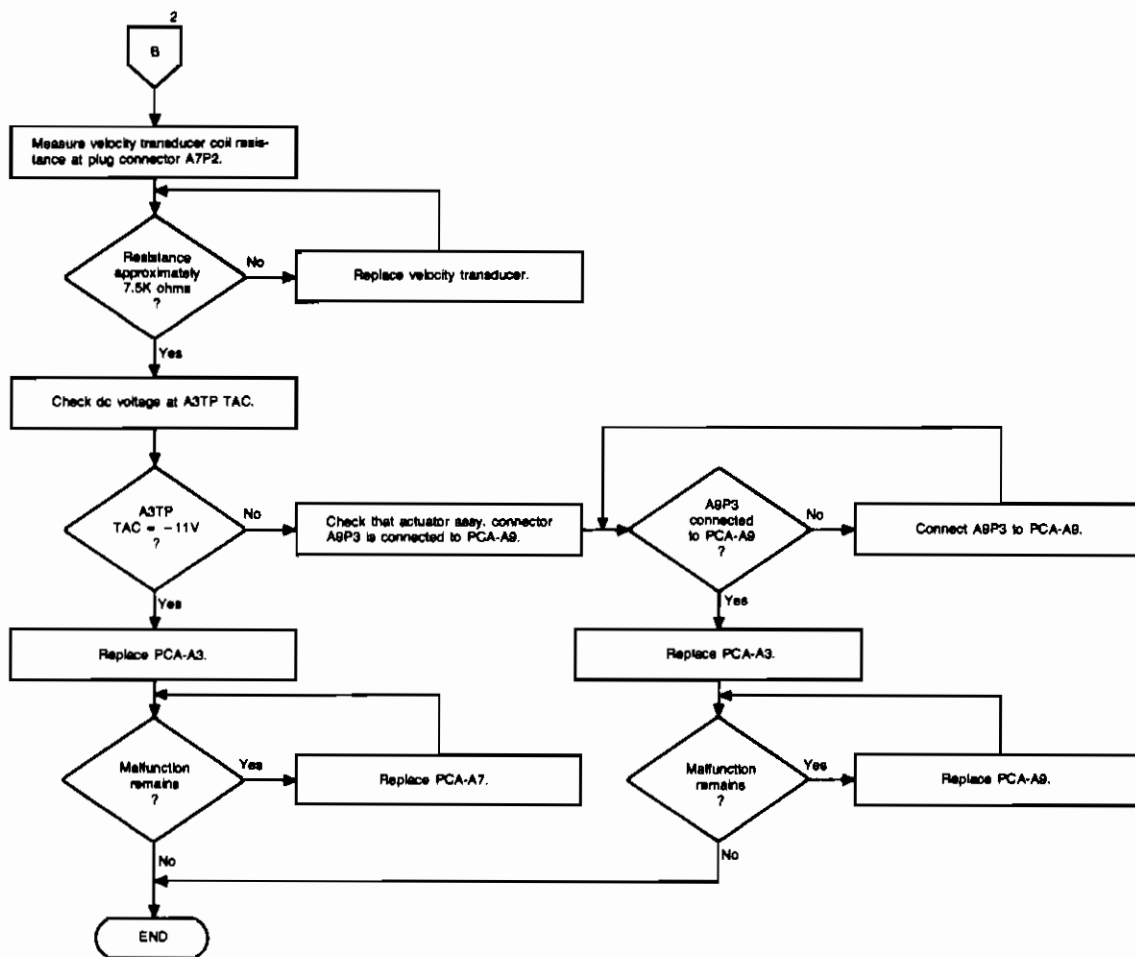 2
B
Measure velocity transducer coil resis-
tance at plug connector A7P2.
Resistance
approximately
7.5K ohms
?
No
Replace velocity transducer.
Yes
Check dc voltage at A3TP TAC.
A3TP
TAC = -11V
?
No
Check that actuator assy. connector
A9P3 is connected to PCA-A9.
A9P3
connected
to PCA-A9
?
No
Connect A9P3 to PCA-A9.
Yes
Yes
Replace PCA-A3.
Replace PCA-A3.
Malfunction
remains
?
Yes
Replace PCA-A7.
Malfunction
remains
?
Yes
Replace PCA-A9.
No
No
END